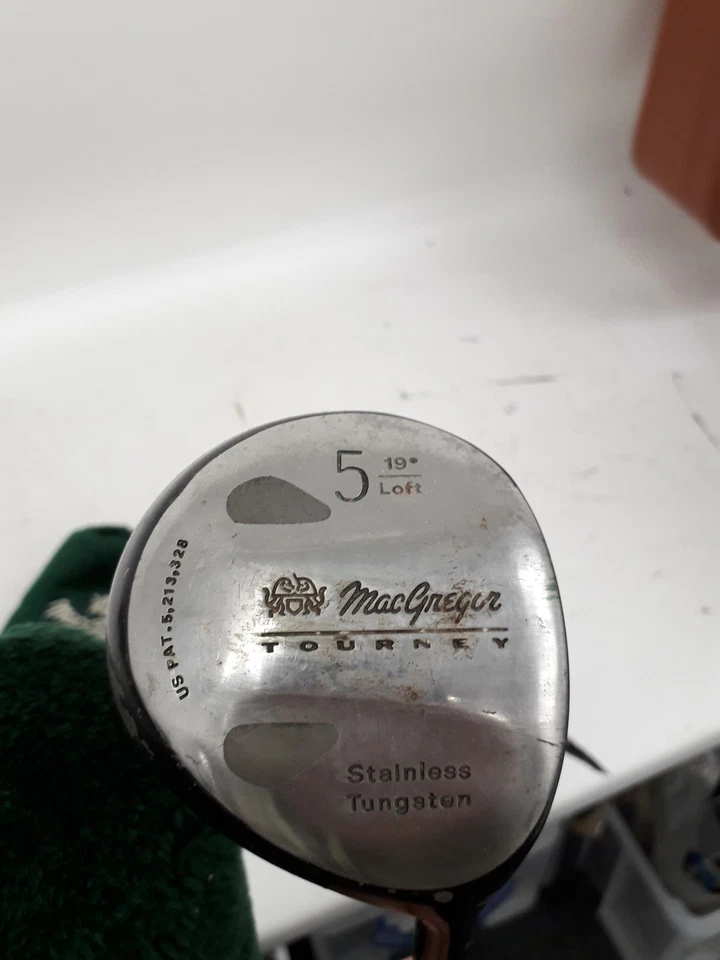 5 19°
Loft
MacGregor
TOURNEY
US PAT. 5,213,328
Stainless
Tungsten